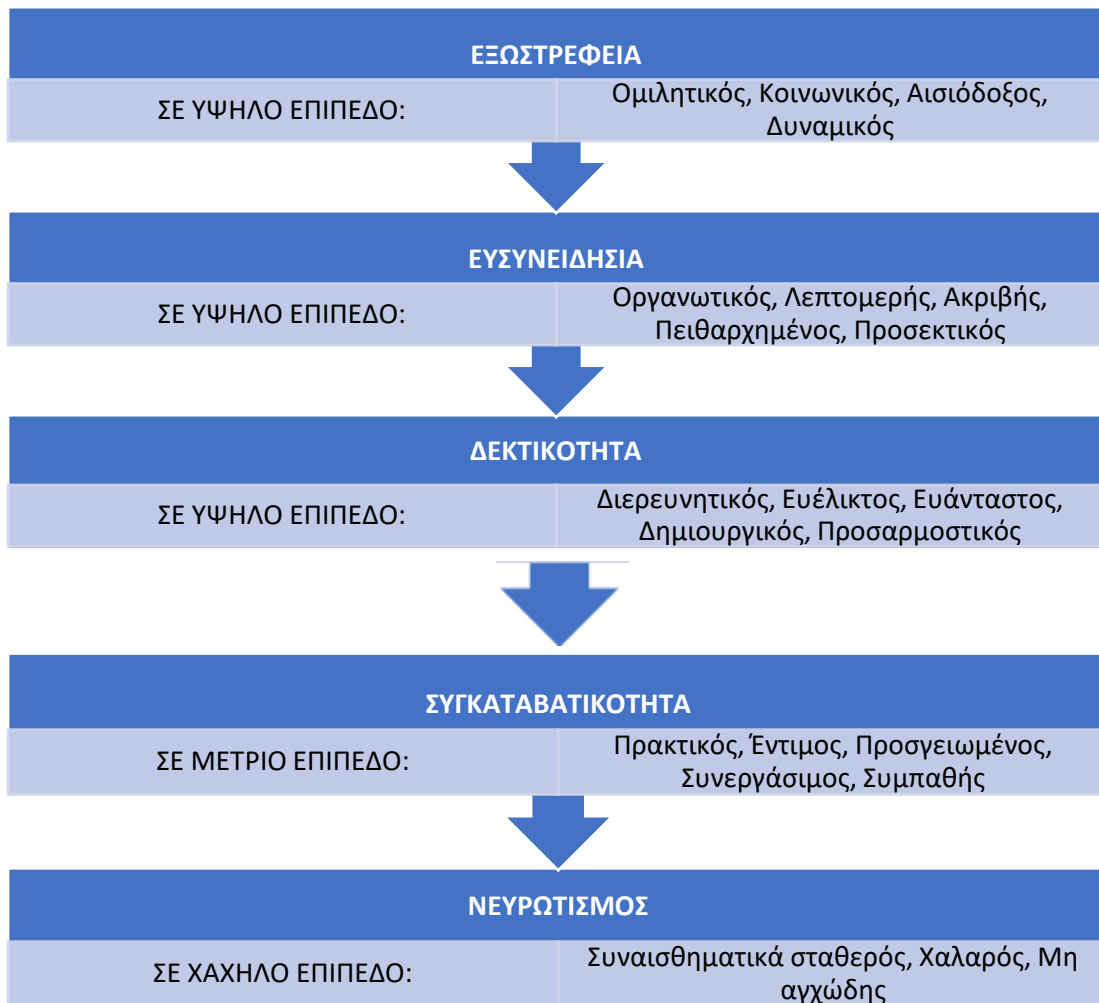 ΕΞΩΣΤΡΕΦΕΙΑ
ΣΕ ΥΨΗΛΟ ΕΠΙΠΕΔΟ:
Ομιλητικός, Κοινωνικός, Αισιόδοξος,
Δυναμικός
ΕΥΣΥΝΕΙΔΗΣΙΑ
ΣΕ ΥΨΗΛΟ ΕΠΙΠΕΔΟ:
Οργανωτικός, Λεπτομερής, Ακριβής,
Πειθαρχημένος, Προσεκτικός
ΔΕΚΤΙΚΟΤΗΤΑ
ΣΕ ΥΨΗΛΟ ΕΠΙΠΕΔΟ:
Διερευνητικός, Ευέλικτος, Ευάνταστος,
Δημιουργικός, Προσαρμοστικός
ΣΥΓΚΑΤΑΒΑΤΙΚΟΤΗΤΑ
ΣΕ ΜΕΤΡΙΟ ΕΠΙΠΕΔΟ:
Πρακτικός, Έντιμος, Προσγειωμένος,
Συνεργάσιμος, Συμπαθής
ΝΕΥΡΩΤΙΣΜΟΣ
ΣΕ ΧΑΧΗΛΟ ΕΠΙΠΕΔΟ:
Συναισθηματικά σταθερός, Χαλαρός, Μη
αγχώδης